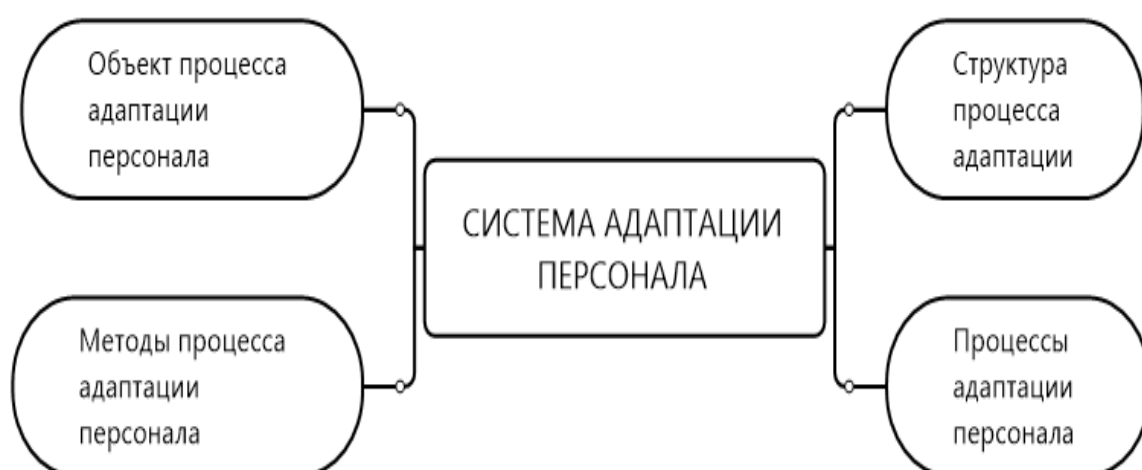 Объект процесса
адаптации
персонала
Структура
процесса
адаптации
СИСТЕМА АДАПТАЦИИ
ПЕРСОНАЛА
Методы процесса
адаптации
персонала
Процессы
адаптации
персонала